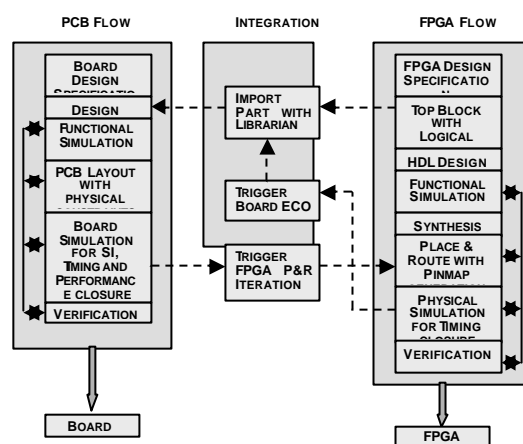 PCB FLOW
INTEGRATION
FPGA FLOW
BOARD
DESIGN
DESIGN
FUNCTIONAL
SIMULATION
PCB LAYOUT
WITH
PHYSICAL
BOARD
SIMULATION
FOR SI,
TIMING AND
PERFORMANC
E CLOSURE
VERIFICATION
BOARD
IMPORT
PART WITH
LIBRARIAN
TRIGGER
BOARD ECO
TRIGGER
FPGA P&R
ITERATION
FPGA DESIGN
SPECIFICATIO
TOP BLOCK
WITH
LOGICAL
HDL DESIGN
FUNCTIONAL
SIMULATION
SYNTHESIS
PLACE &
ROUTE WITH
PINMAP
PHYSICAL
SIMULATION
FOR TIMING
CLOSURE
VERIFICATION
FPGA